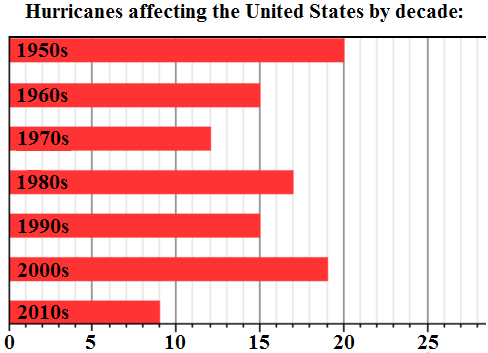 Hurricanes affecting the United States by decade:
1950s
1960s
1970s
1980s
1990s
2000s
2010s
0 5 10 15 20 25